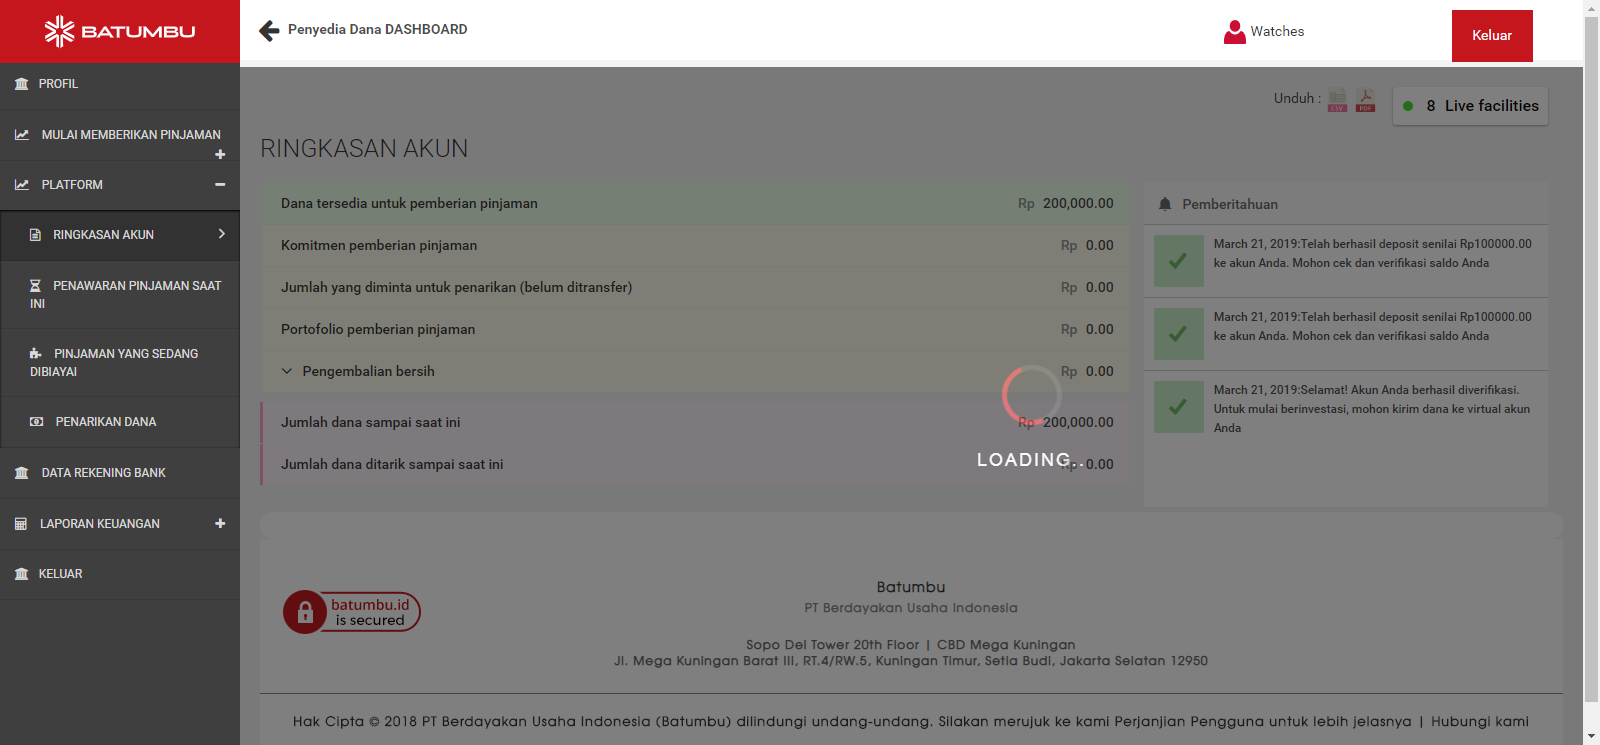 BATUMBU
Penyedia Dana DASHBOARD
Watches
Keluar
PROFIL
MULAI MEMBERIKAN PINJAMAN
PLATFORM
RINGKASAN AKUN
PENAWARAN PINJAMAN SAAT
INI
PINJAMAN YANG SEDANG
DIBIAYAI
PENARIKAN DANA
DATA REKENING BANK
LAPORAN KEUANGAN
KELUAR
Unduh :
CSV
PDF
8 Live facilities
RINGKASAN AKUN
Dana tersedia untuk pemberian pinjaman Rp 200,000.00
Komitmen pemberian pinjaman Rp 0.00
Jumlah yang diminta untuk penarikan (belum ditransfer) Rp 0.00
Portofolio pemberian pinjaman Rp 0.00
Pengembalian bersih Rp 0.00
Jumlah dana sampai saat ini Rp 200,000.00
Jumlah dana ditarik sampai saat ini Rp 0.00
LOADING..
Pemberitahuan
March 21, 2019:Telah berhasil deposit senilai Rp100000.00
ke akun Anda. Mohon cek dan verifikasi saldo Anda
March 21, 2019:Telah berhasil deposit senilai Rp100000.00
ke akun Anda. Mohon cek dan verifikasi saldo Anda
March 21, 2019:Selamat! Akun Anda berhasil diverifikasi.
Untuk mulai berinvestasi, mohon kirim dana ke virtual akun
Anda
batumbu.id
is secured
Batumbu
PT Berdayakan Usaha Indonesia
Sopo Del Tower 20th Floor | CBD Mega Kuningan
Jl. Mega Kuningan Barat III, RT.4/RW.5, Kuningan Timur, Setia Budi, Jakarta Selatan 12950
Hak Cipta © 2018 PT Berdayakan Usaha Indonesia (Batumbu) dilindungi undang-undang. Silakan merujuk ke kami Perjanjian Pengguna untuk lebih jelasnya | Hubungi kami